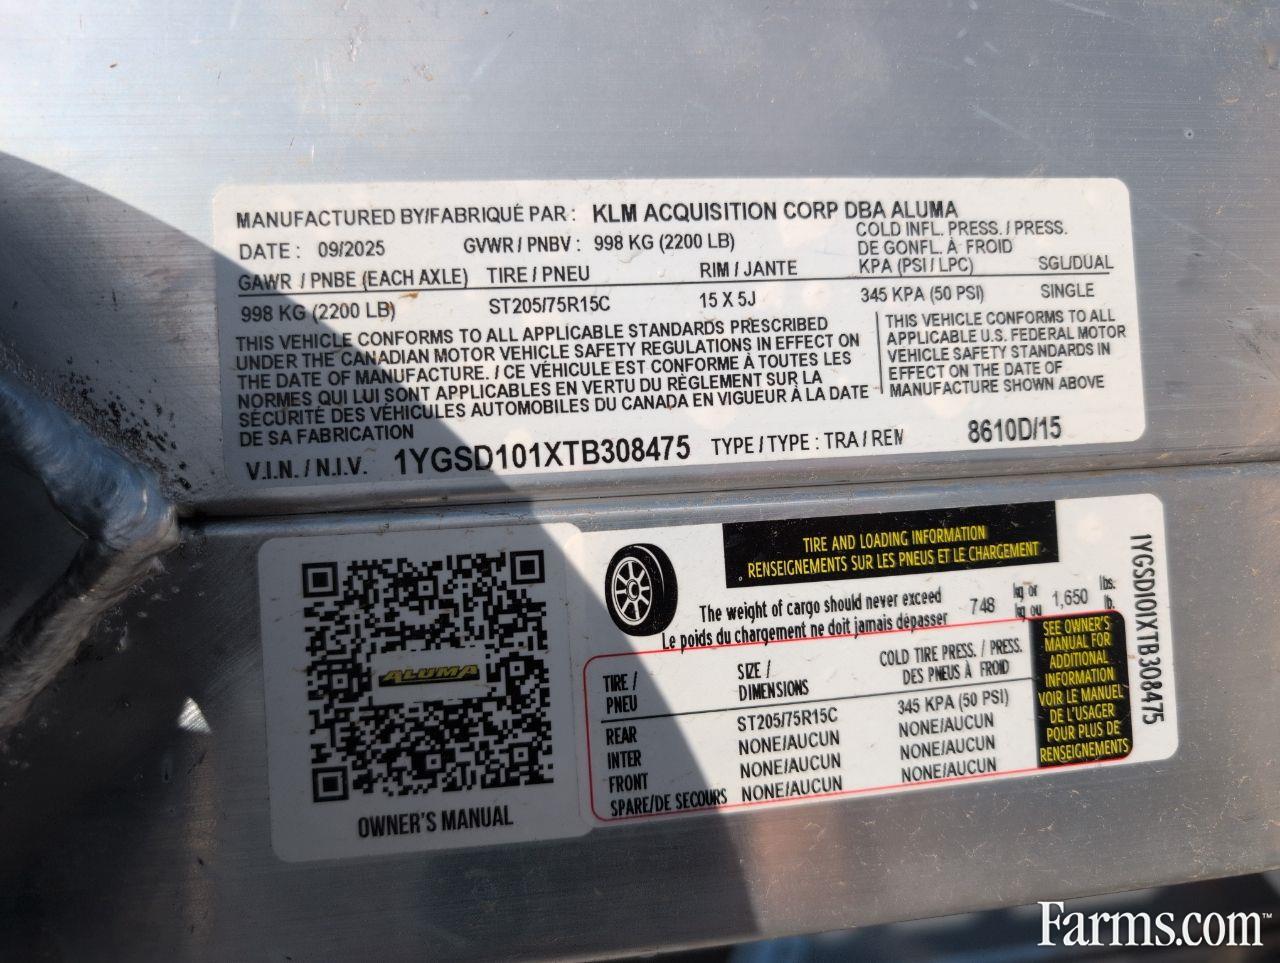 MANUFACTURED BY/FABRIQUÉ PAR : KLM ACQUISITION CORP DBA ALUMA
DATE : 09/2025 GVWR / PNBV : 998 KG (2200 LB) COLD INFL. PRESS. / PRESS.
DE GONFL. À FROID
GAWR / PNBE (EACH AXLE) TIRE / PNEU RIM / JANTE KPA (PSI / LPC) SGL/DUAL
998 KG (2200 LB) ST205/75R15C 15 X 5J 345 KPA (50 PSI) SINGLE
THIS VEHICLE CONFORMS TO ALL APPLICABLE STANDARDS PRESCRIBED
UNDER THE CANADIAN MOTOR VEHICLE SAFETY REGULATIONS IN EFFECT ON
THE DATE OF MANUFACTURE. / CE VÉHICULE EST CONFORME À TOUTES LES
NORMES QUI LUI SONT APPLICABLES EN VERTU DU RÈGLEMENT SUR LA
SÉCURITÉ DES VÉHICULES AUTOMOBILES DU CANADA EN VIGUEUR À LA DATE
DE SA FABRICATION
THIS VEHICLE CONFORMS TO ALL
APPLICABLE U.S. FEDERAL MOTOR
VEHICLE SAFETY STANDARDS IN
EFFECT ON THE DATE OF
MANUFACTURE SHOWN ABOVE
V.I.N. / N.I.V. 1YGSD101XTB308475 TYPE / TYPE : TRA / REM 8610D/15
ALUMA
OWNER'S MANUAL
TIRE AND LOADING INFORMATION
RENSEIGNEMENTS SUR LES PNEUS ET LE CHARGEMENT
The weight of cargo should never exceed 748 kg or 1,650 lbs.
Le poids du chargement ne doit jamais dépasser kg ou lb.
TIRE / SIZE / COLD TIRE PRESS. / PRESS.
PNEU DIMENSIONS DES PNEUS À FROID
REAR ST205/75R15C 345 KPA (50 PSI)
INTER NONE/AUCUN NONE/AUCUN
FRONT NONE/AUCUN NONE/AUCUN
SPARE/DE SECOURS NONE/AUCUN NONE/AUCUN
SEE OWNER'S
MANUAL FOR
ADDITIONAL
INFORMATION
VOIR LE MANUEL
DE L'USAGER
POUR PLUS DE
RENSEIGNEMENTS
1YGSD101XTB308475
Farms.com™